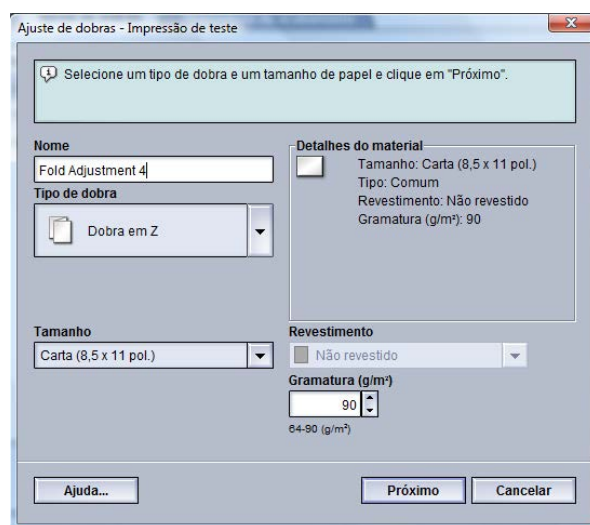 Ajuste de dobras - Impressão de teste
Selecione um tipo de dobra e um tamanho de papel e clique em "Próximo".
Nome
Fold Adjustment 4
Tipo de dobra
Dobra em Z
Detalhes do material
Tamanho: Carta (8,5 x 11 pol.)
Tipo: Comum
Revestimento: Não revestido
Gramatura (g/m²): 90
Tamanho
Carta (8,5 x 11 pol.)
Revestimento
Não revestido
Gramatura (g/m²)
90
64-90 (g/m²)
Ajuda...
Próximo
Cancelar